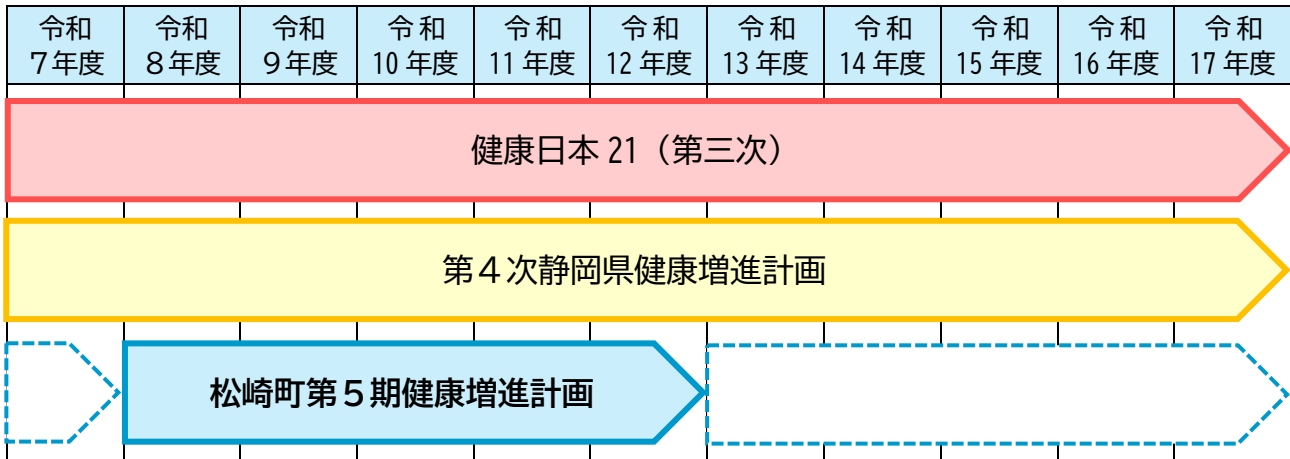 令和 令和 令和 令和 令和 令和 令和 令和 令和 令和 令和
7年度 8年度 9年度 10年度 11年度 12年度 13年度 14年度 15年度 16年度 17年度
健康日本21（第三次）
第４次静岡県健康増進計画
松崎町第５期健康増進計画